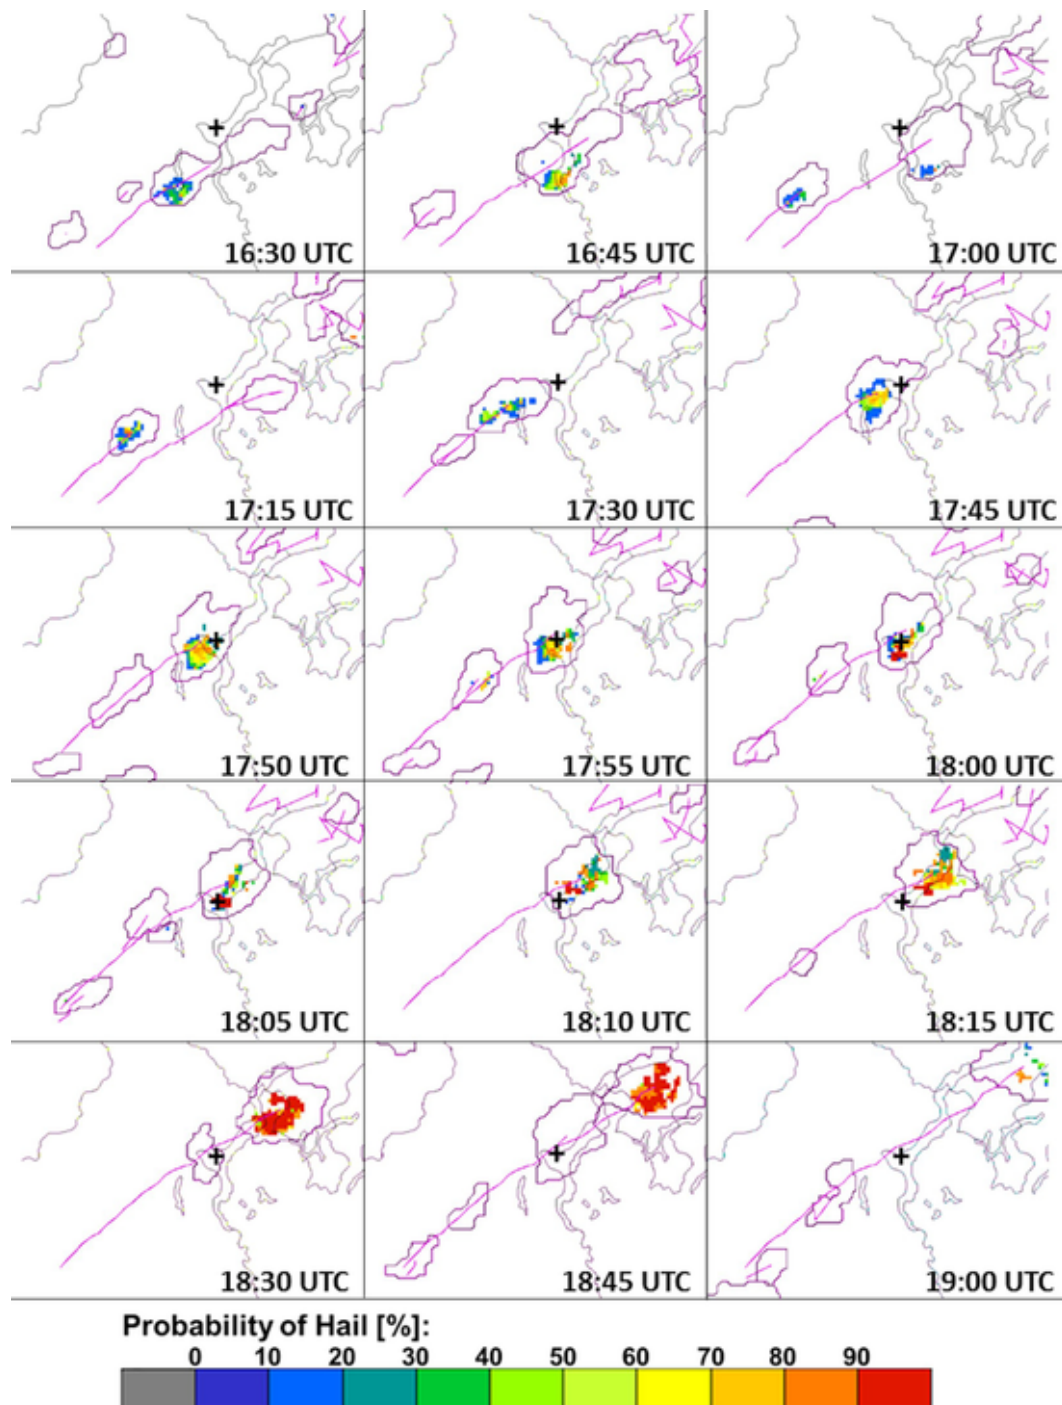 16:30 UTC
16:45 UTC
17:00 UTC
17:15 UTC
17:30 UTC
17:45 UTC
17:50 UTC
17:55 UTC
18:00 UTC
18:05 UTC
18:10 UTC
18:15 UTC
18:30 UTC
18:45 UTC
19:00 UTC
Probability of Hail [%]:
0 10 20 30 40 50 60 70 80 90